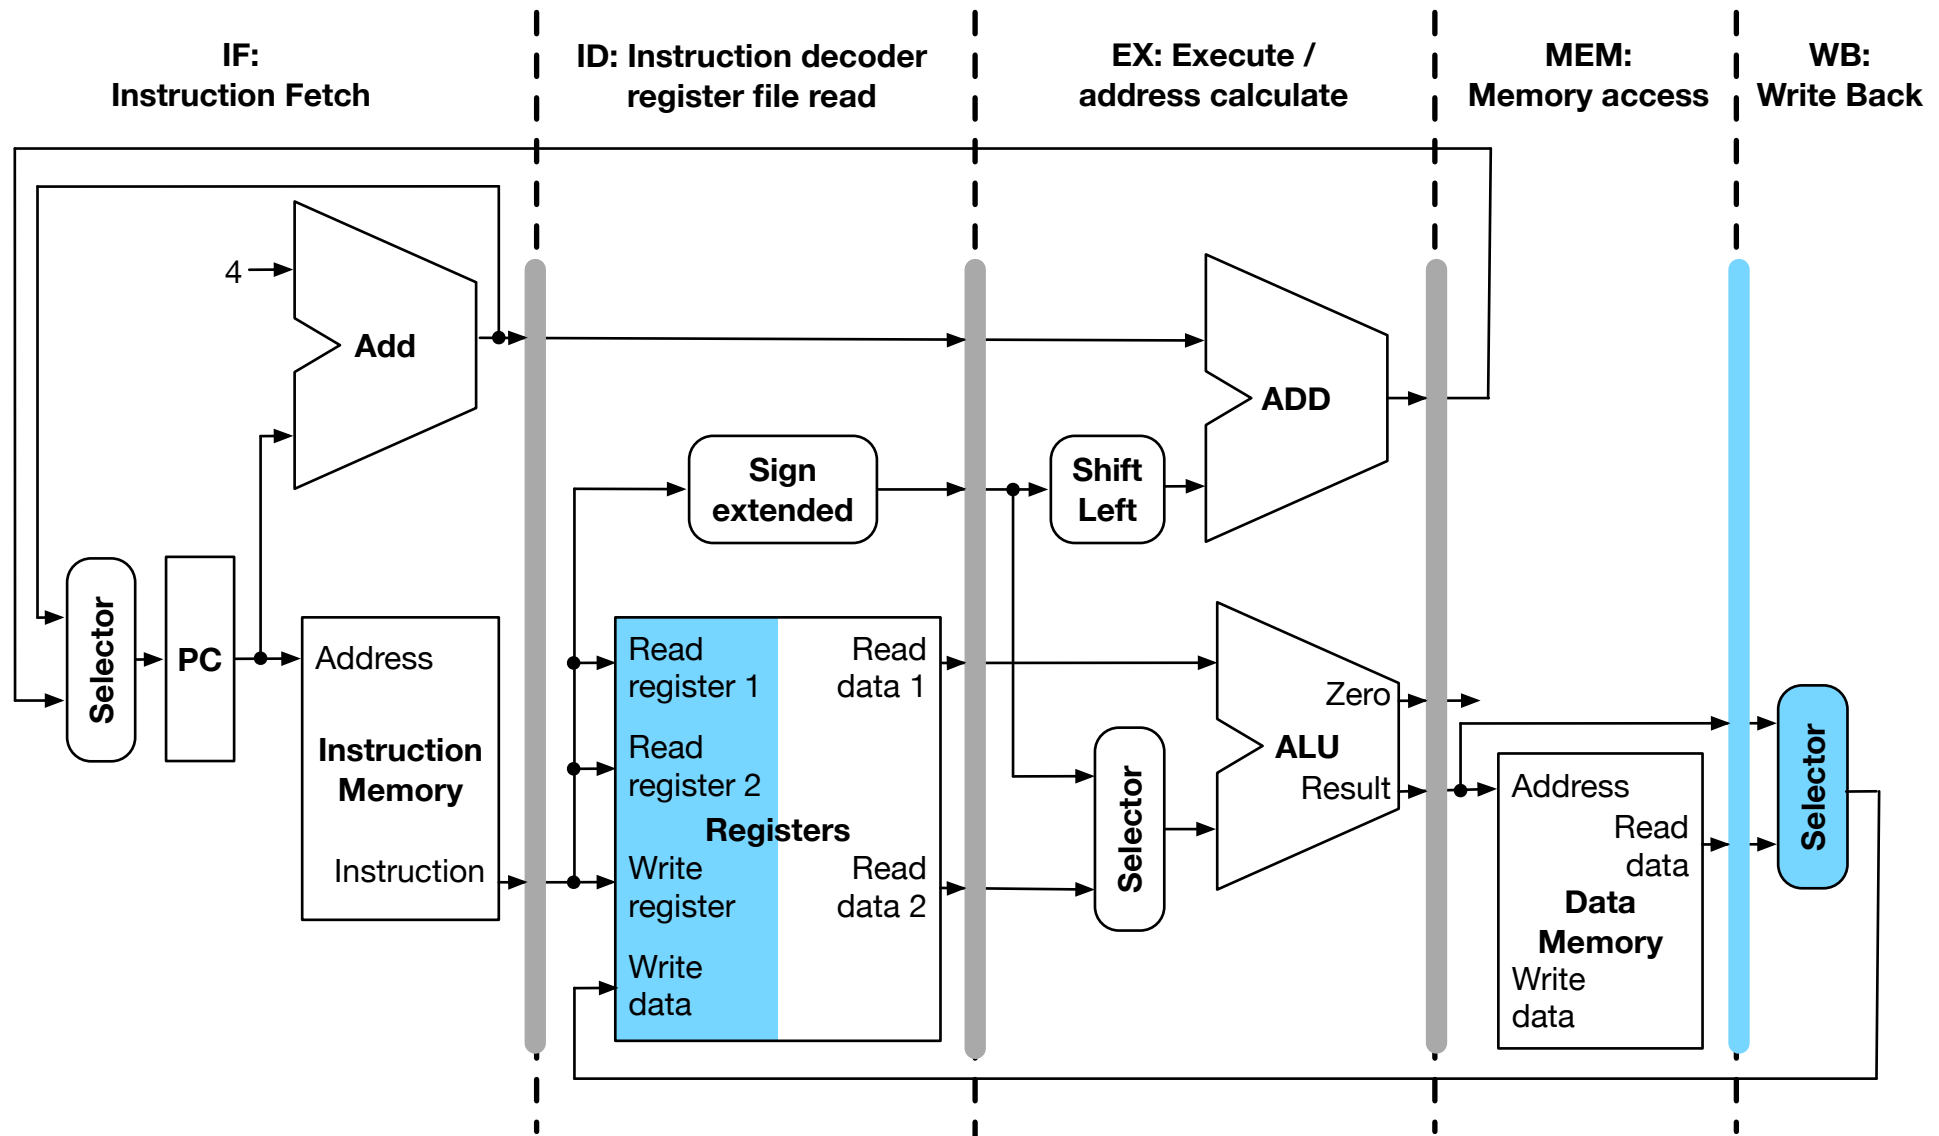 IF:
Instruction Fetch
ID: Instruction decoder
register file read
EX: Execute /
address calculate
MEM:
Memory access
WB:
Write Back
4
Add
ADD
Sign
extended
Shift
Left
Selector
PC
Address
Instruction
Memory
Instruction
Read
register 1
Read
data 1
Read
register 2
Registers
Write
register
Read
data 2
Write
data
Selector
Zero
ALU
Result
Address
Read
data
Data
Memory
Write
data
Selector